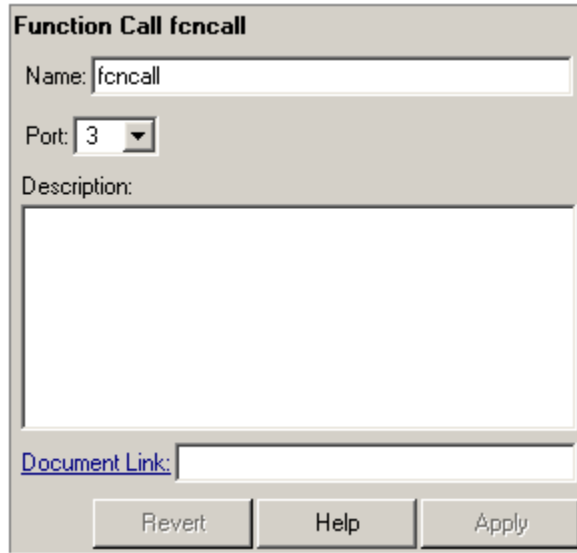 Function Call fcncall
Name: fcncall
Port: 3
Description:
Document Link:
Revert Help Apply